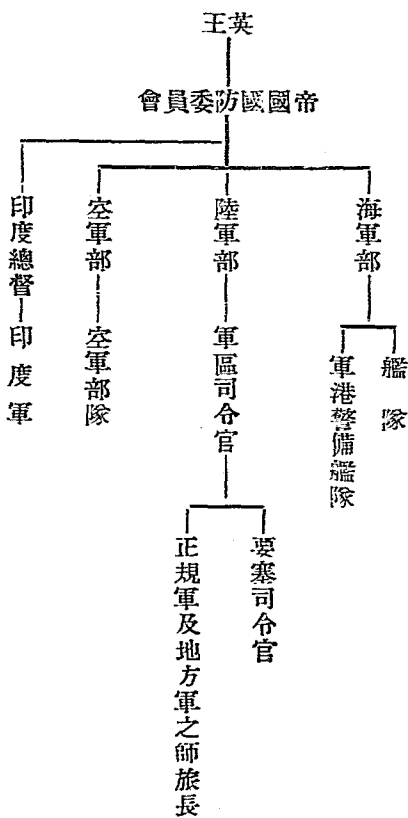 英王
帝國國防委員會
海軍部
艦隊
軍港警備艦隊
陸軍部
軍區司令官
要塞司令官
正規軍及地方軍之師旅長
空軍部
空軍部隊
印度總督
印度軍